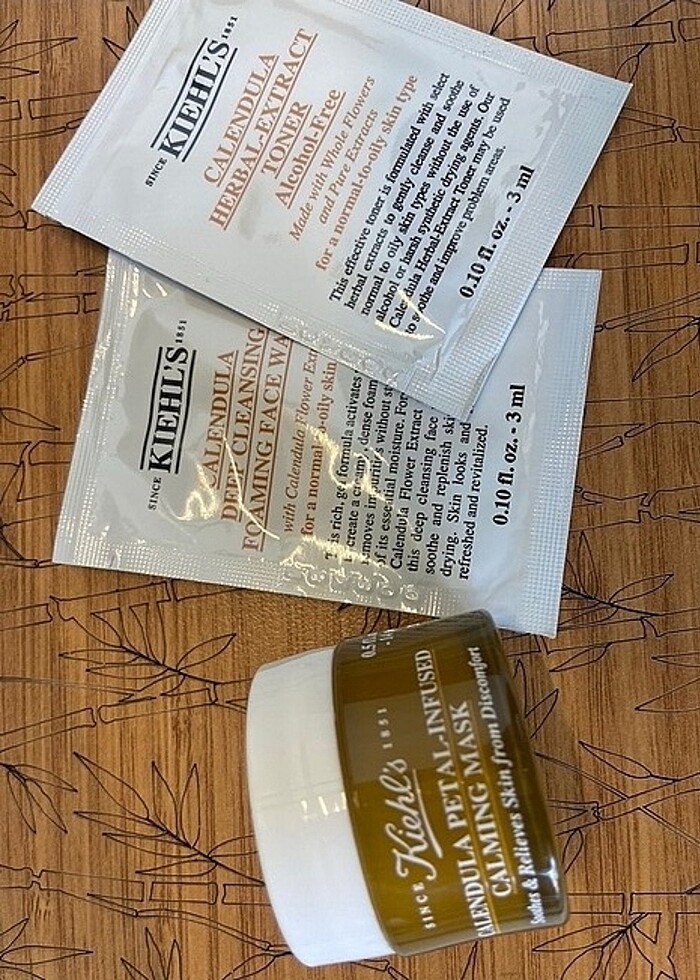 SINCE KIEHL'S 1851
CALENDULA
HERBAL-EXTRACT
TONER
Alcohol-Free
Made with Whole Flowers
and Pure Extracts
for a normal-to-oily skin type
This effective toner is formulated with select
herbal extracts to gently cleanse and soothe
normal to oily skin types without the use of
alcohol or harsh synthetic drying agents. Our
Calendula Herbal-Extract Toner may be used
to soothe and improve problem areas.
0.10 fl. oz. - 3 ml
SINCE KIEHL'S 1851
CALENDULA
DEEP CLEANSING
FOAMING FACE
with Calendula Flower
for a normal oily skin
This rich, gel formula activates
create a creamy, dense foam
removes impurities without
of its essential moisture. For
Calendula Flower Extract
this deep cleansing face
soothe and replenish
drying. Skin looks and
refreshed and revitalized.
0.10 fl. oz. - 3 ml
SINCE Kiehl's 1851
CALENDULA PETAL-INFUSED
CALMING MASK
Soothes & Relieves Skin from Discomfort